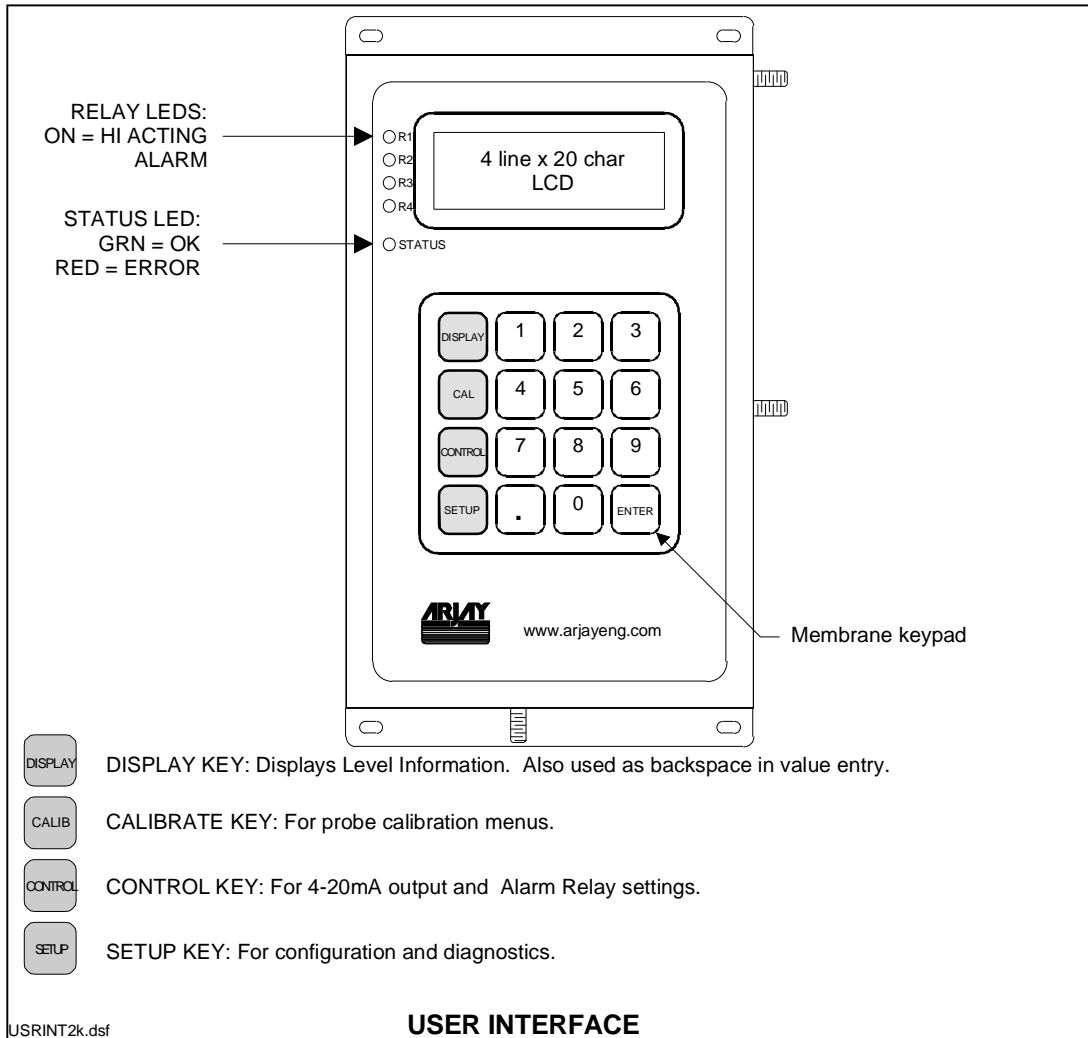 RELAY LEDS:
ON = HI ACTING
ALARM
STATUS LED:
GRN = OK
RED = ERROR
R1
R2
R3
R4
STATUS
4 line x 20 char
LCD
DISPLAY 1 2 3
CAL 4 5 6
CONTROL 7 8 9
SETUP . 0 ENTER
ARJAY
www.arjayeng.com
Membrane keypad
DISPLAY DISPLAY KEY: Displays Level Information. Also used as backspace in value entry.
CALIB CALIBRATE KEY: For probe calibration menus.
CONTROL CONTROL KEY: For 4-20mA output and Alarm Relay settings.
SETUP SETUP KEY: For configuration and diagnostics.
USRINT2k.dsf
USER INTERFACE